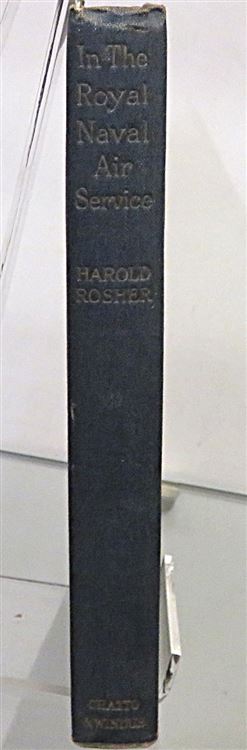 In The
Royal
Naval
Air
Service
HAROLD
ROSHER
CHATTO
& WINDUS